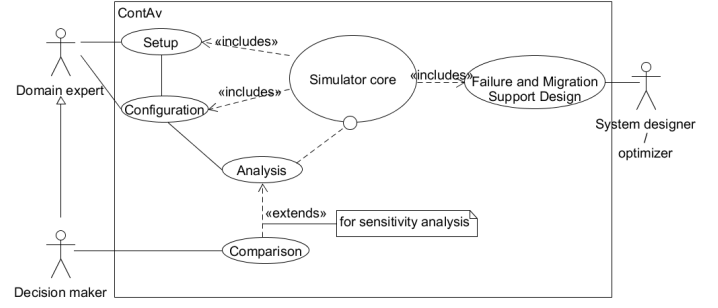 ContAv
Setup
«includes»
Simulator core
«includes»
Failure and Migration
Support Design
Domain expert
Configuration
«includes»
System designer
/
optimizer
Analysis
«extends»
for sensitivity analysis
Comparison
Decision maker